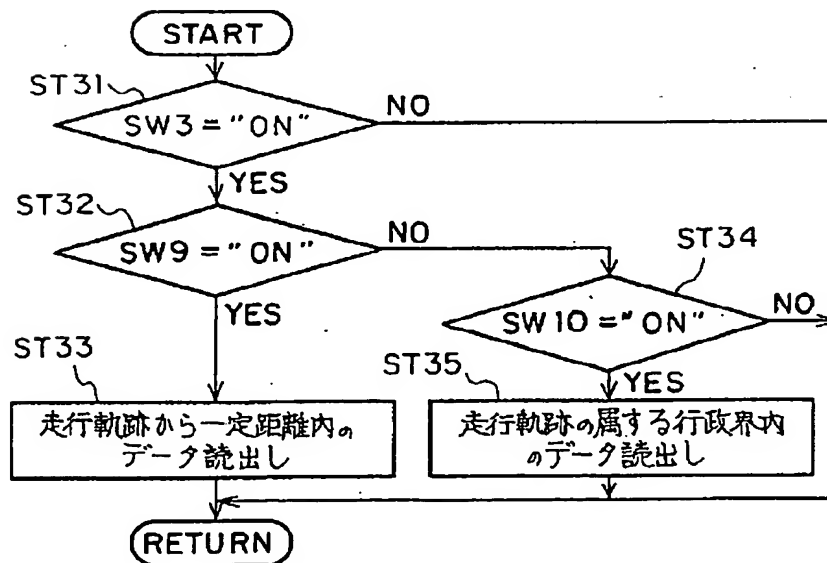 START
ST31
SW3="ON"
NO
YES
ST32
SW9="ON"
NO
YES
ST34
SW10="ON"
NO
YES
ST33
走行軌跡から一定距離内の
データ読出し
ST35
走行軌跡の属する行政界内
のデータ読出し
RETURN